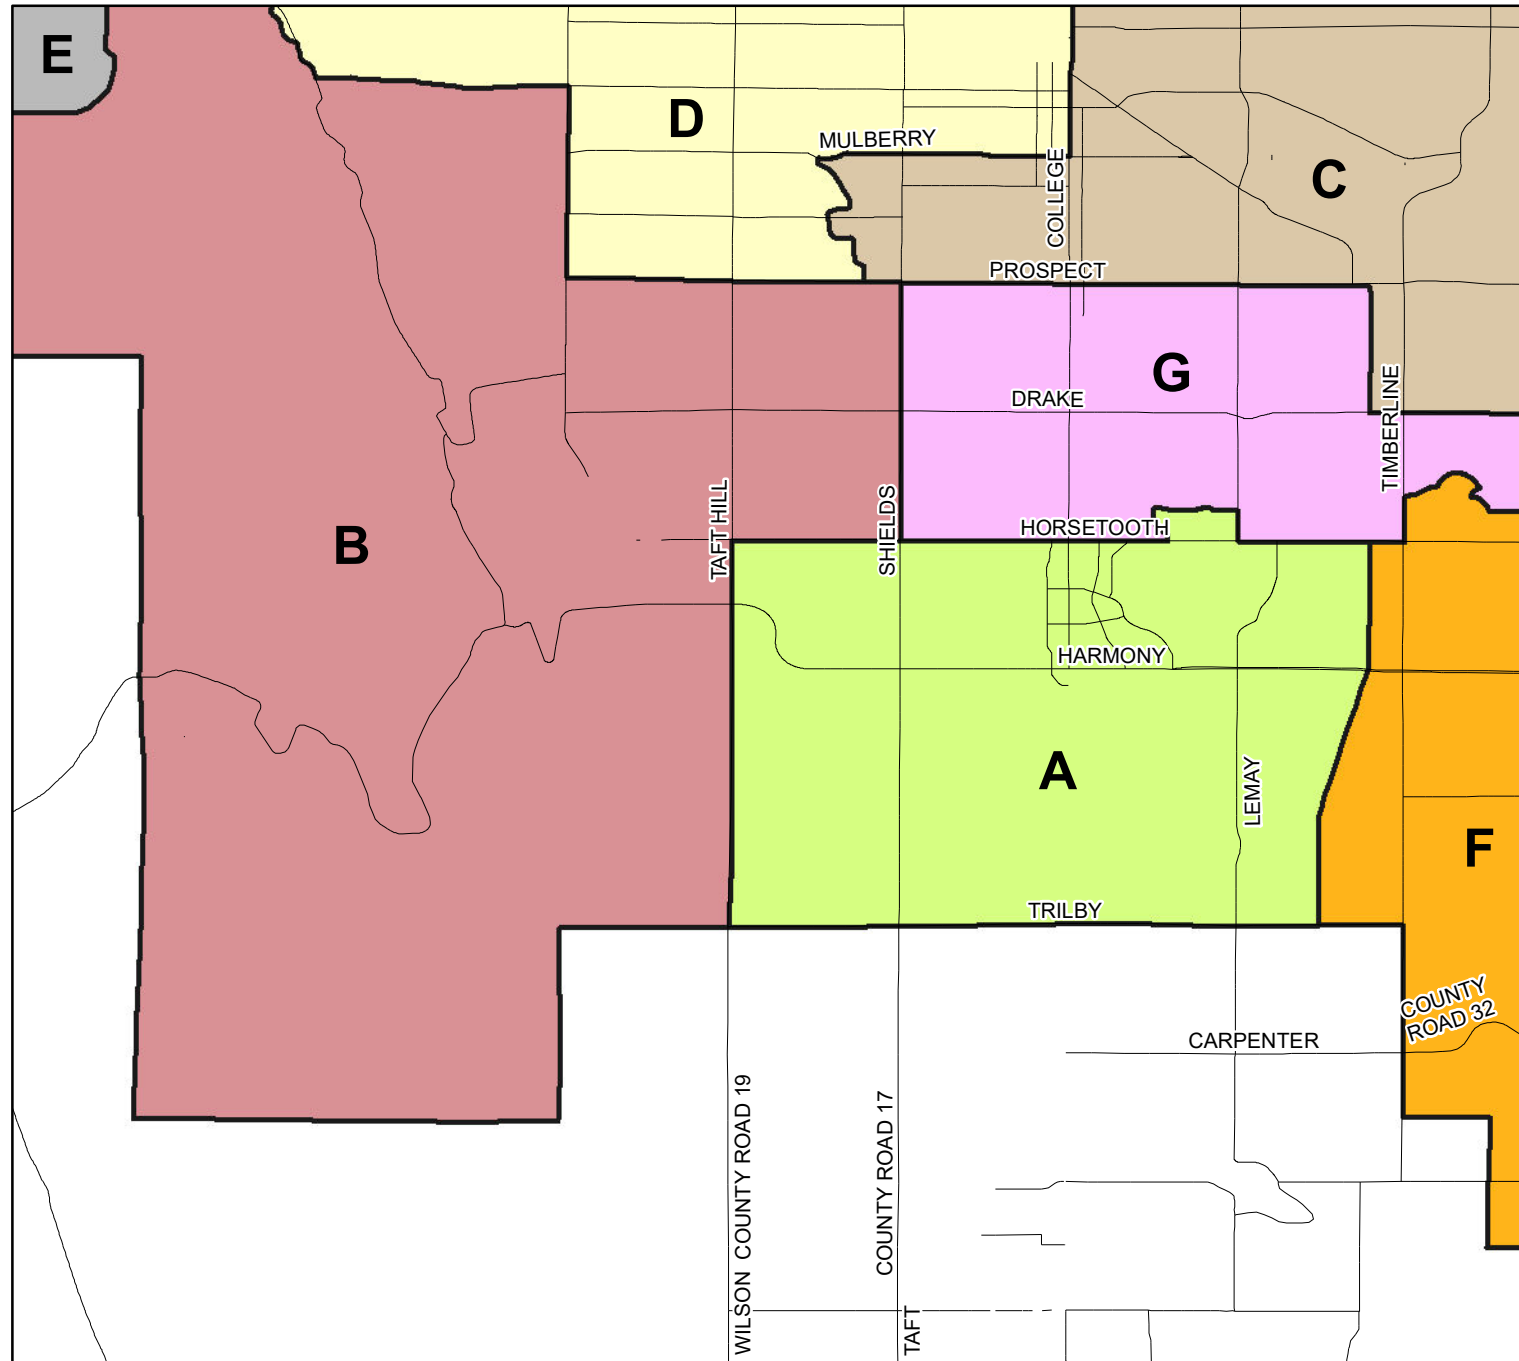 E
D
MULBERRY
COLLEGE
C
PROSPECT
G
DRAKE
TIMBERLINE
TAFT HILL
SHIELDS
HORSETOOTH
B
HARMONY
A
LEMAY
F
TRILBY
COUNTY
ROAD 32
CARPENTER
WILSON COUNTY ROAD 19
COUNTY ROAD 17
TAFT